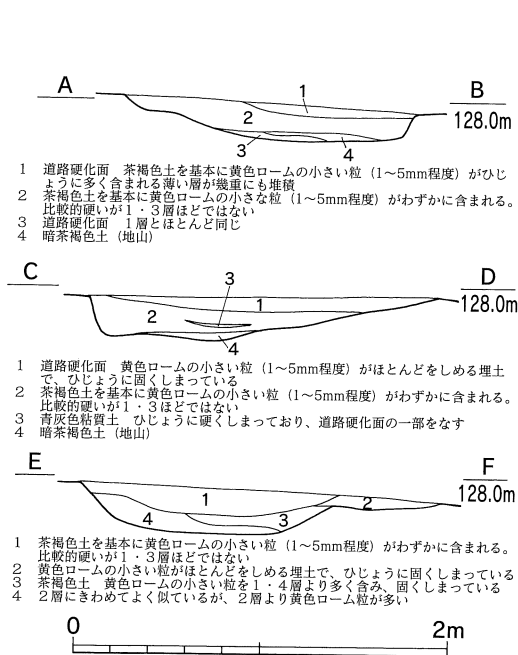 A B
128.0m
1
2
3 4
1 道路硬化面 茶褐色土を基本に黄色ロームの小さい粒（1〜5mm程度）がひじ
ょうに多く含まれる薄い層が幾重にも堆積
2 茶褐色土を基本に黄色ロームの小さな粒（1〜5mm程度）がわずかに含まれる。
比較的硬いが1・3層ほどではない
3 道路硬化面 1層とほとんど同じ
4 暗茶褐色土（地山）
C D
128.0m
3
1
2
4
1 道路硬化面 黄色ロームの小さい粒（1〜5mm程度）がほとんどをしめる埋土
で、ひじょうに固くしまっている
2 茶褐色土を基本に黄色ロームの小さい粒（1〜5mm程度）がわずかに含まれる。
比較的硬いが1・3ほどではない
3 青灰色粘質土 ひじょうに硬くしまっており、道路硬化面の一部をなす
4 暗茶褐色土（地山）
E F
128.0m
1 2
4 3
1 茶褐色土を基本に黄色ロームの小さい粒（1〜5mm程度）がわずかに含まれる。
比較的硬いが1・3層ほどではない
2 黄色ロームの小さい粒がほとんどをしめる埋土で、ひじょうに固くしまっている
3 茶褐色土 黄色ロームの小さい粒を1・4層より多く含み、固くしまっている
4 2層にきわめてよく似ているが、2層より黄色ローム粒が多い
0 2m